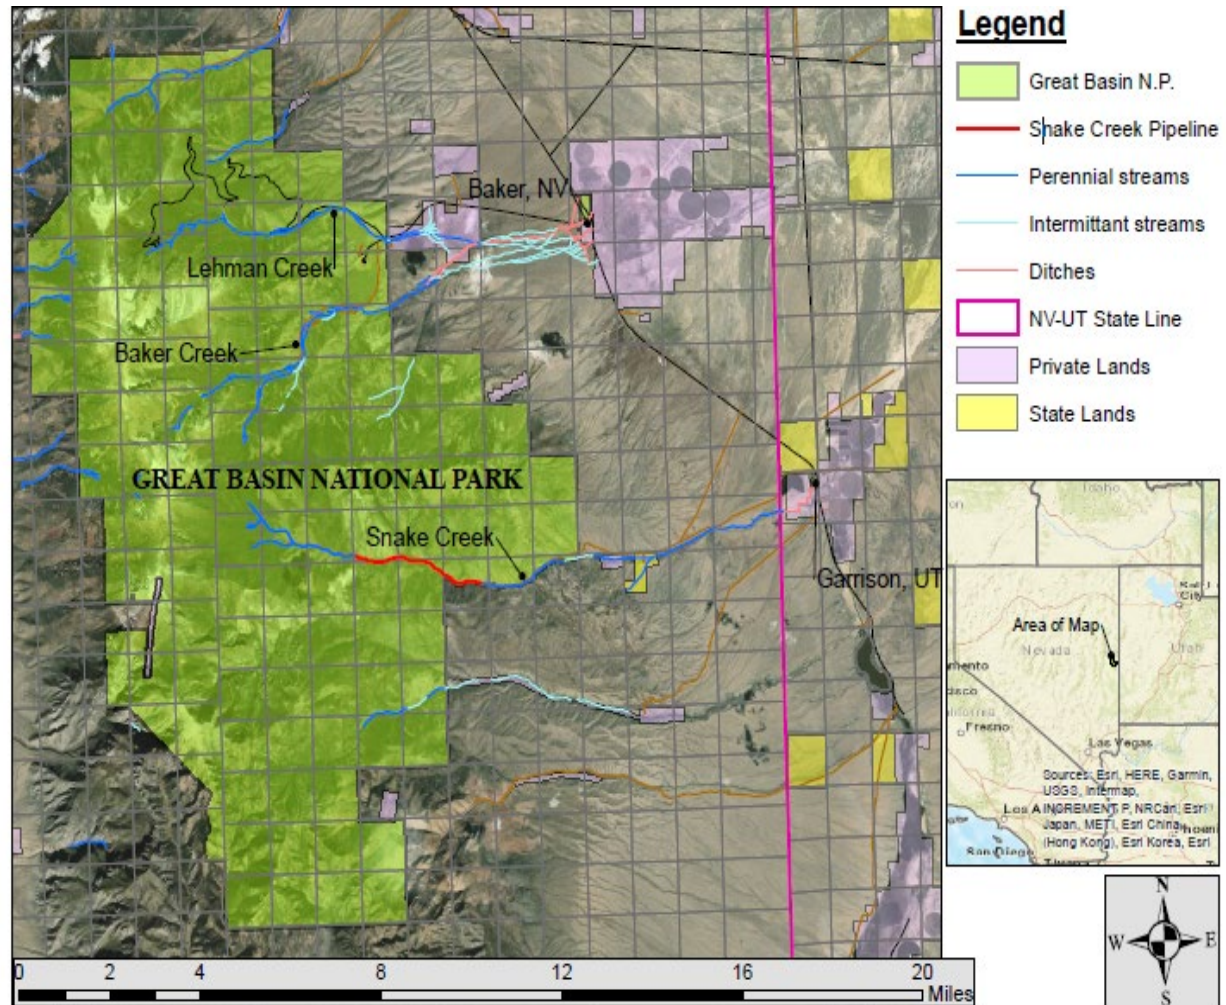 Baker, NV
Lehman Creek
Baker Creek
GREAT BASIN NATIONAL PARK
Snake Creek
Garrison, UT
0 2 4 8 12 16 20
Miles
Legend
Great Basin N.P.
Snake Creek Pipeline
Perennial streams
Intermittant streams
Ditches
NV-UT State Line
Private Lands
State Lands
Idaho
Area of Map
Nevada
Utah
Fresno
Las Vegas
Sources: Esri, HERE, Garmin,
USGS, Intermap,
INCREMENT P, NRCan, Esri
Japan, METI, Esri China
(Hong Kong), Esri Korea, Esri
San Diego
N
W E
S